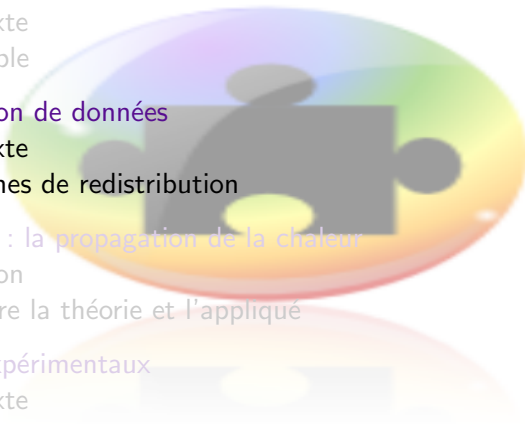 xte
ple
on de données
xte
nes de redistribution
: la propagation de la chaleur
on
re la théorie et l'appliqué
xpérimentaux
xte